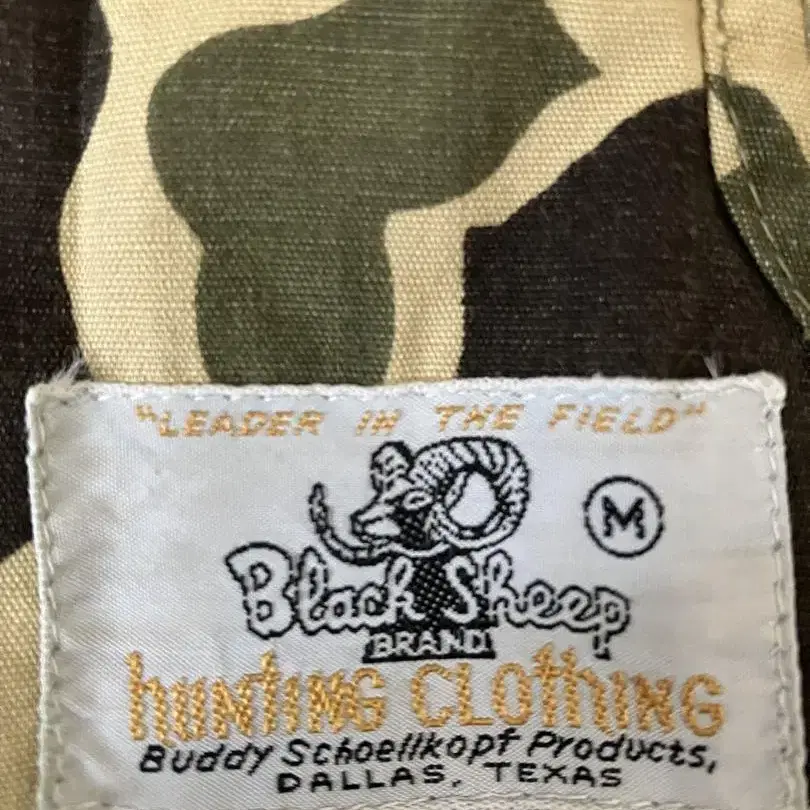 "LEADER IN THE FIELD"
M
Black Sheep
BRAND
hUNTING CLOThING
Buddy Schoellkopf Products,
DALLAS, TEXAS